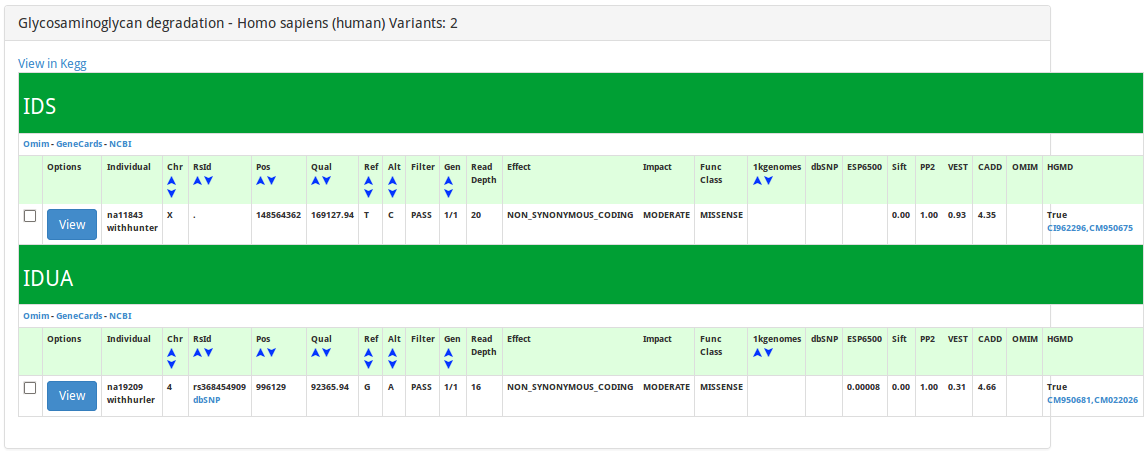 Glycosaminoglycan degradation - Homo sapiens (human) Variants: 2
View in Kegg
IDS
Omim - GeneCards - NCBI
Options Individual Chr RsId Pos Qual Ref Alt Filter Gen Read Effect Impact Func 1kgenomes dbSNP ESP6500 Sift PP2 VEST CADD OMIM HGMD
Depth Class
View na11843 X . 148564362 169127.94 T C PASS 1/1 20 NON_SYNONYMOUS_CODING MODERATE MISSENSE 0.00 1.00 0.93 4.35 True
withhunter CI962296,CM950675
IDUA
Omim - GeneCards - NCBI
Options Individual Chr RsId Pos Qual Ref Alt Filter Gen Read Effect Impact Func 1kgenomes dbSNP ESP6500 Sift PP2 VEST CADD OMIM HGMD
Depth Class
View na19209 4 rs368454909 996129 92365.94 G A PASS 1/1 16 NON_SYNONYMOUS_CODING MODERATE MISSENSE 0.00008 0.00 1.00 0.31 4.66 True
withhurler dbSNP CM950681,CM022026